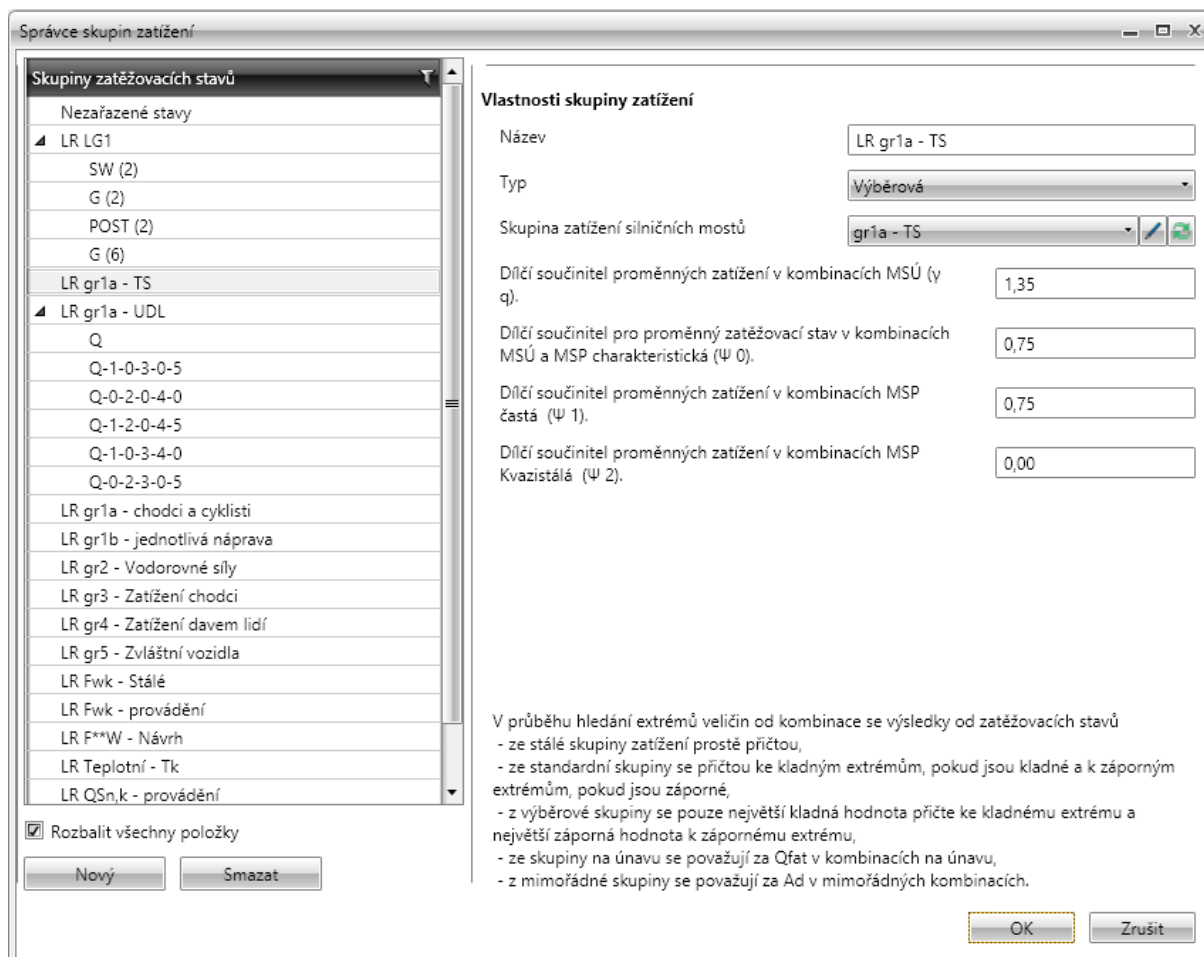 Správce skupin zatížení
Skupiny zatěžovacích stavů
Nezařazené stavy
LR LG1
SW (2)
G (2)
POST (2)
G (6)
LR gr1a - TS
LR gr1a - UDL
Q
Q-1-0-3-0-5
Q-0-2-0-4-0
Q-1-2-0-4-5
Q-1-0-3-4-0
Q-0-2-3-0-5
LR gr1a - chodci a cyklisti
LR gr1b - jednotlivá náprava
LR gr2 - Vodorovné síly
LR gr3 - Zatížení chodci
LR gr4 - Zatížení davem lidí
LR gr5 - Zvláštní vozidla
LR Fwk - Stálé
LR Fwk - provádění
LR F**W - Návrh
LR Teplotní - Tk
LR QSn,k - provádění
Rozbalit všechny položky
Nový
Smazat
Vlastnosti skupiny zatížení
Název
LR gr1a - TS
Typ
Výběrová
Skupina zatížení silničních mostů
gr1a - TS
Dílčí součinitel proměnných zatížení v kombinacích MSÚ (γ
q).
1,35
Dílčí součinitel pro proměnný zatěžovací stav v kombinacích
MSÚ a MSP charakteristická (Ψ 0).
0,75
Dílčí součinitel proměnných zatížení v kombinacích MSP
častá (Ψ 1).
0,75
Dílčí součinitel proměnných zatížení v kombinacích MSP
Kvazistálá (Ψ 2).
0,00
V průběhu hledání extrémů veličin od kombinace se výsledky od zatěžovacích stavů
- ze stálé skupiny zatížení prostě přičtou,
- ze standardní skupiny se přičtou ke kladným extrémům, pokud jsou kladné a k záporným
extrémům, pokud jsou záporné,
- z výběrové skupiny se pouze největší kladná hodnota přičte ke kladnému extrému a
největší záporná hodnota k zápornému extrému,
- ze skupiny na únavu se považují za Qfat v kombinacích na únavu,
- z mimořádné skupiny se považují za Ad v mimořádných kombinacích.
OK
Zrušit